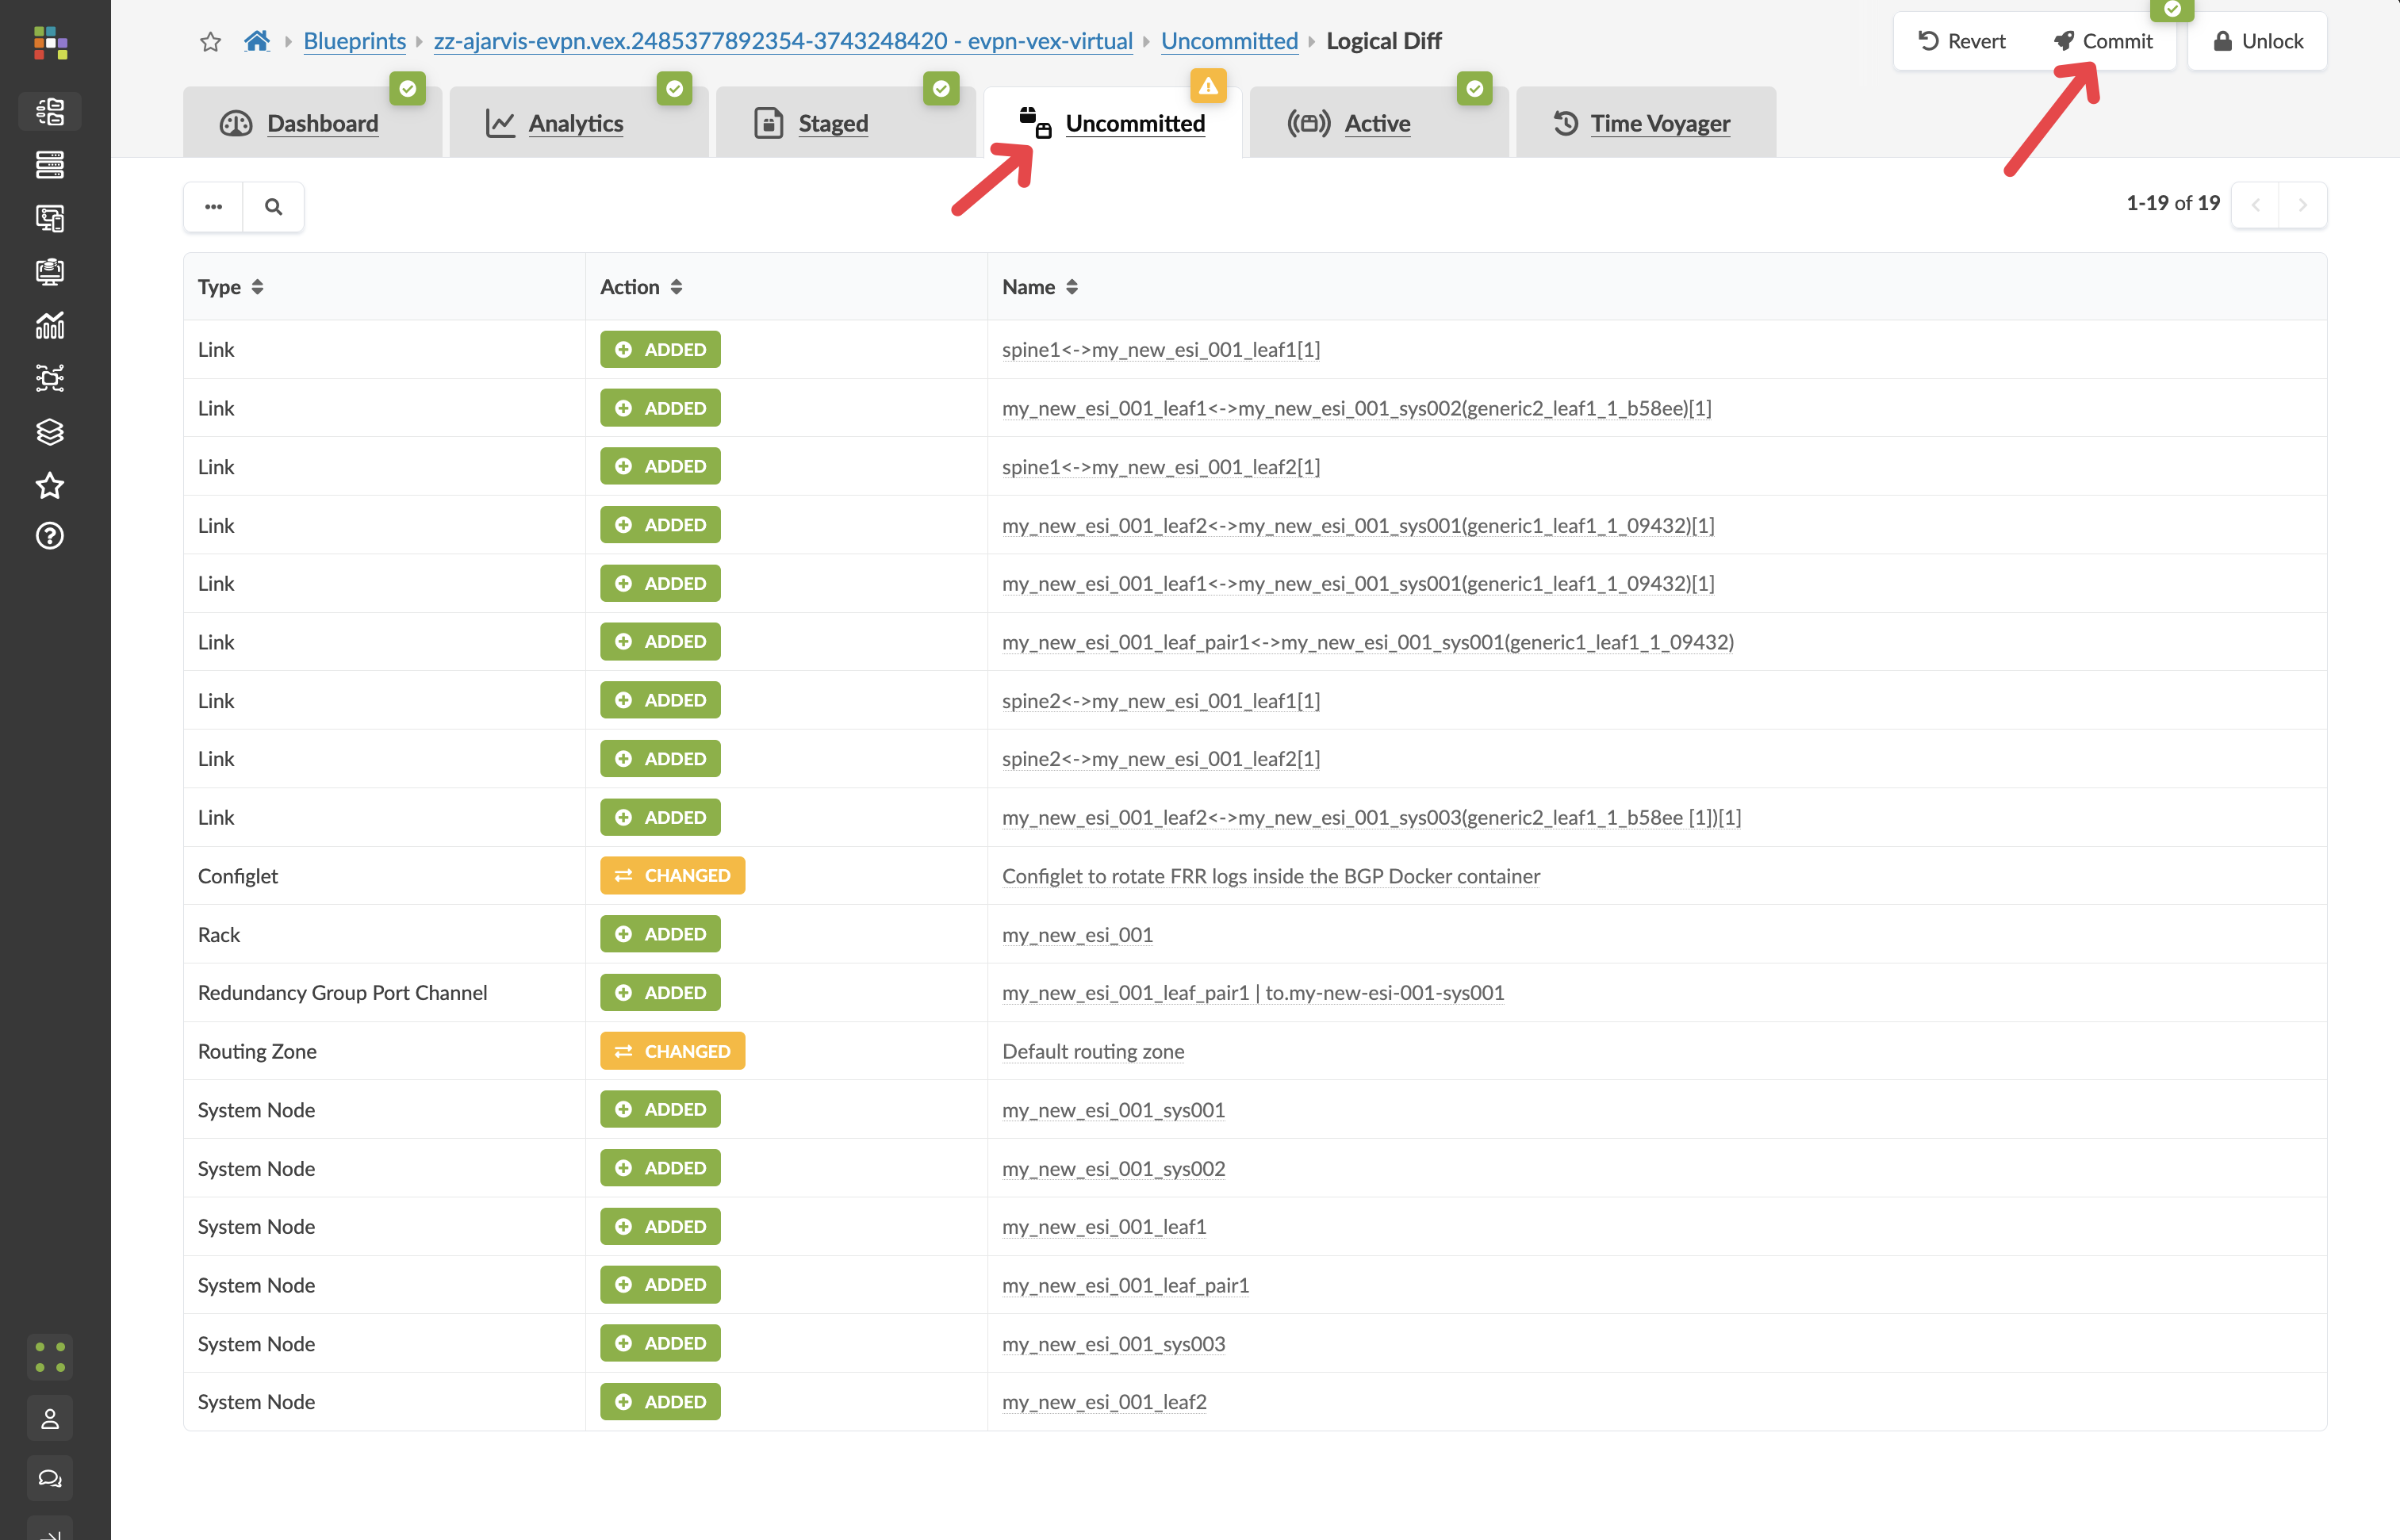 Blueprints zz-ajarvis-evpn.vex.2485377892354-3743248420 - evpn-vex-virtual Uncommitted Logical Diff
Revert Commit Unlock
Dashboard Analytics Staged Uncommitted Active Time Voyager
1-19 of 19
Type Action Name
Link ADDED spine1<->my_new_esi_001_leaf1[1]
Link ADDED my_new_esi_001_leaf1<->my_new_esi_001_sys002(generic2_leaf1_1_b58ee)[1]
Link ADDED spine1<->my_new_esi_001_leaf2[1]
Link ADDED my_new_esi_001_leaf2<->my_new_esi_001_sys001(generic1_leaf1_1_09432)[1]
Link ADDED my_new_esi_001_leaf1<->my_new_esi_001_sys001(generic1_leaf1_1_09432)[1]
Link ADDED my_new_esi_001_leaf_pair1<->my_new_esi_001_sys001(generic1_leaf1_1_09432)
Link ADDED spine2<->my_new_esi_001_leaf1[1]
Link ADDED spine2<->my_new_esi_001_leaf2[1]
Link ADDED my_new_esi_001_leaf2<->my_new_esi_001_sys003(generic2_leaf1_1_b58ee [1])[1]
Configlet CHANGED Configlet to rotate FRR logs inside the BGP Docker container
Rack ADDED my_new_esi_001
Redundancy Group Port Channel ADDED my_new_esi_001_leaf_pair1 | to.my-new-esi-001-sys001
Routing Zone CHANGED Default routing zone
System Node ADDED my_new_esi_001_sys001
System Node ADDED my_new_esi_001_sys002
System Node ADDED my_new_esi_001_leaf1
System Node ADDED my_new_esi_001_leaf_pair1
System Node ADDED my_new_esi_001_sys003
System Node ADDED my_new_esi_001_leaf2